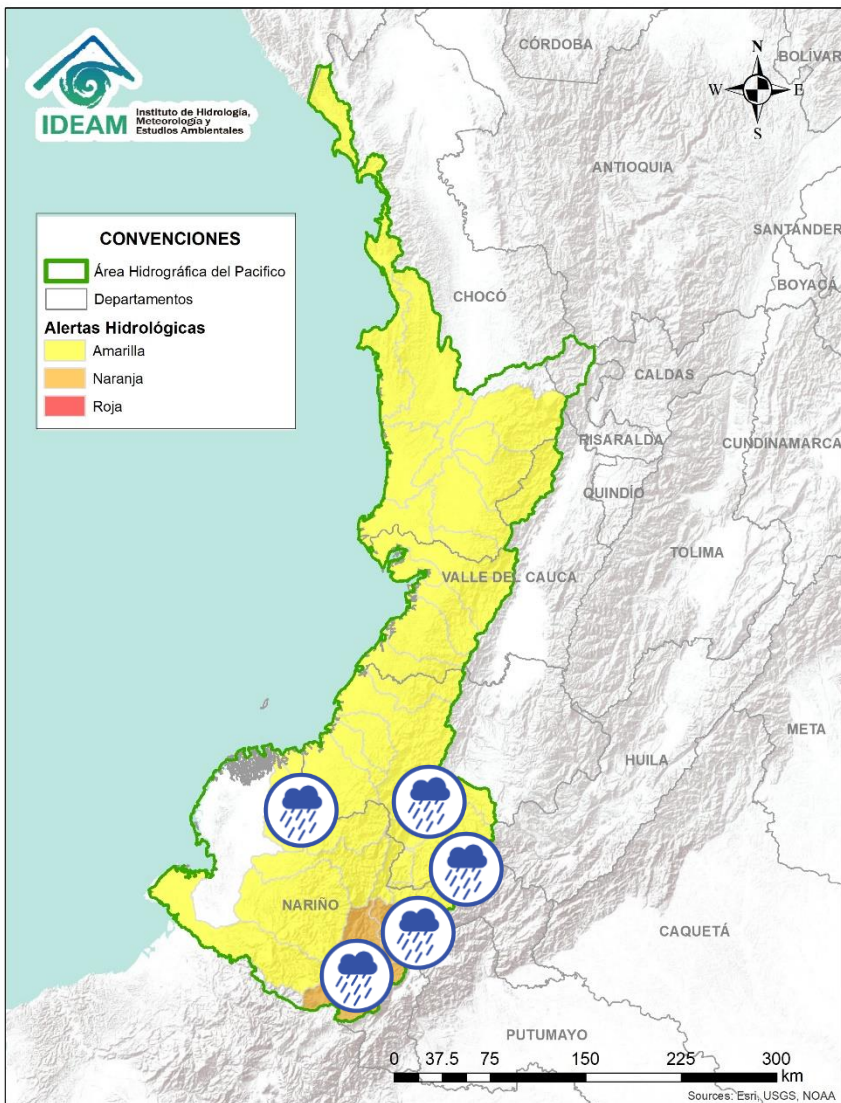 IDEAM
Instituto de Hidrología,
Meteorología y
Estudios Ambientales
N
W
E
S
CÓRDOBA
BOLÍVAR
ANTIOQUIA
SANTANDER
BOYACÁ
CHOCÓ
CALDAS
RISARALDA
CUNDINAMARCA
QUINDÍO
TOLIMA
VALLE DEL CAUCA
META
HUILA
NARIÑO
CAQUETÁ
PUTUMAYO
CONVENCIONES
Área Hidrográfica del Pacifico
Departamentos
Alertas Hidrológicas
Amarilla
Naranja
Roja
0 37.5 75 150 225 300
km
Sources: Esri, USGS, NOAA